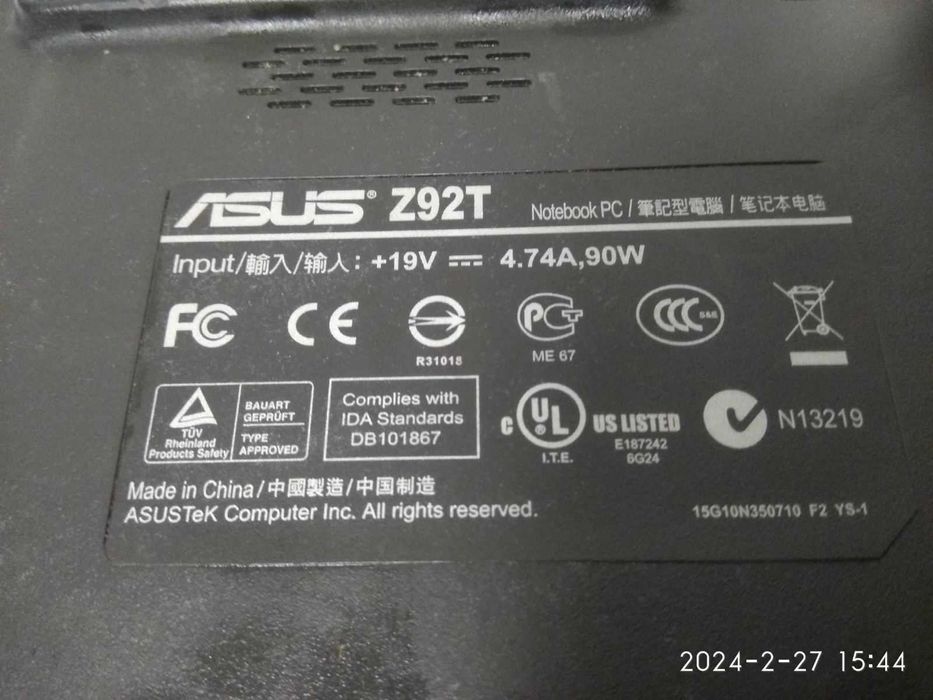 ASUS® Z92T Notebook PC / 筆記型電腦 / 笔记本电脑
Input/輸入/输入: +19V ⎓ 4.74A,90W
FC CE R31018 PCT ME 67 CCC S&E
TÜV Rheinland Products Safety
BAUART GEPRÜFT
TYPE APPROVED
Complies with
IDA Standards
DB101867
c UL® US LISTED
I.T.E. E187242
6G24
N13219
Made in China/中國製造/中国制造
ASUSTeK Computer Inc. All rights reserved.
15G10N350710 F2 YS-1
2024-2-27 15:44